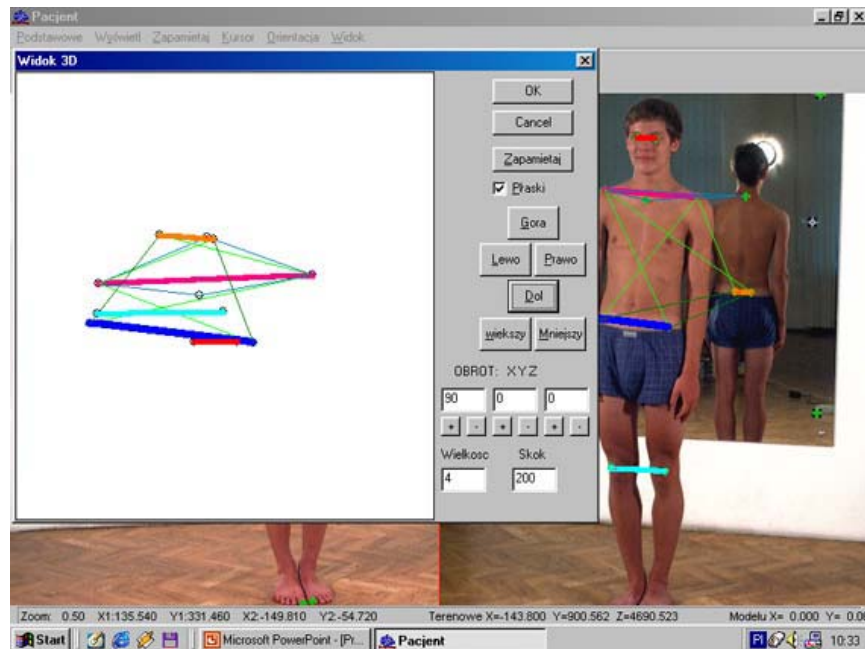 Pacjent
Podstawowe Wyświetl Zapamietaj Kursor Orientacja Widok
Widok 3D
OK
Cancel
Zapamietaj
Płaski
Gora
Lewo Prawo
Dol
wiekszy Mniejszy
OBROT: X Y Z
90 0 0
+ - + - + -
Wielkosc Skok
4 200
Zoom: 0.50 X1:135.540 Y1:331.460 X2:-149.810 Y2:-54.720 Terenowe X=-143.800 Y=900.562 Z=4690.523 Modelu X= 0.000 Y= 0.0
Start Microsoft PowerPoint - [Pr... Pacjent PI 10:33